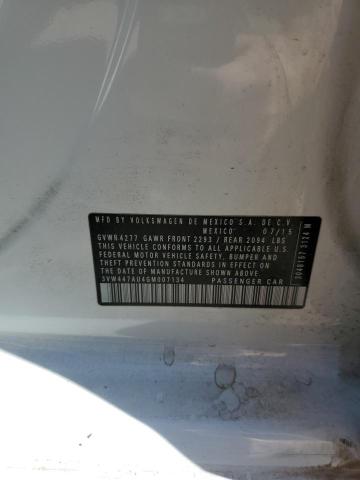 MFD BY VOLKSWAGEN DE MEXICO S.A. DE C.V.
MEXICO 07/15
GVWR 4277 GAWR FRONT 2293 / REAR 2094 LBS
THIS VEHICLE CONFORMS TO ALL APPLICABLE U.S.
FEDERAL MOTOR VEHICLE SAFETY, BUMPER AND
THEFT PREVENTION STANDARDS IN EFFECT ON THE
DATE OF MANUFACTURE SHOWN ABOVE.
3VW447AU4GM007134 PASSENGER CAR